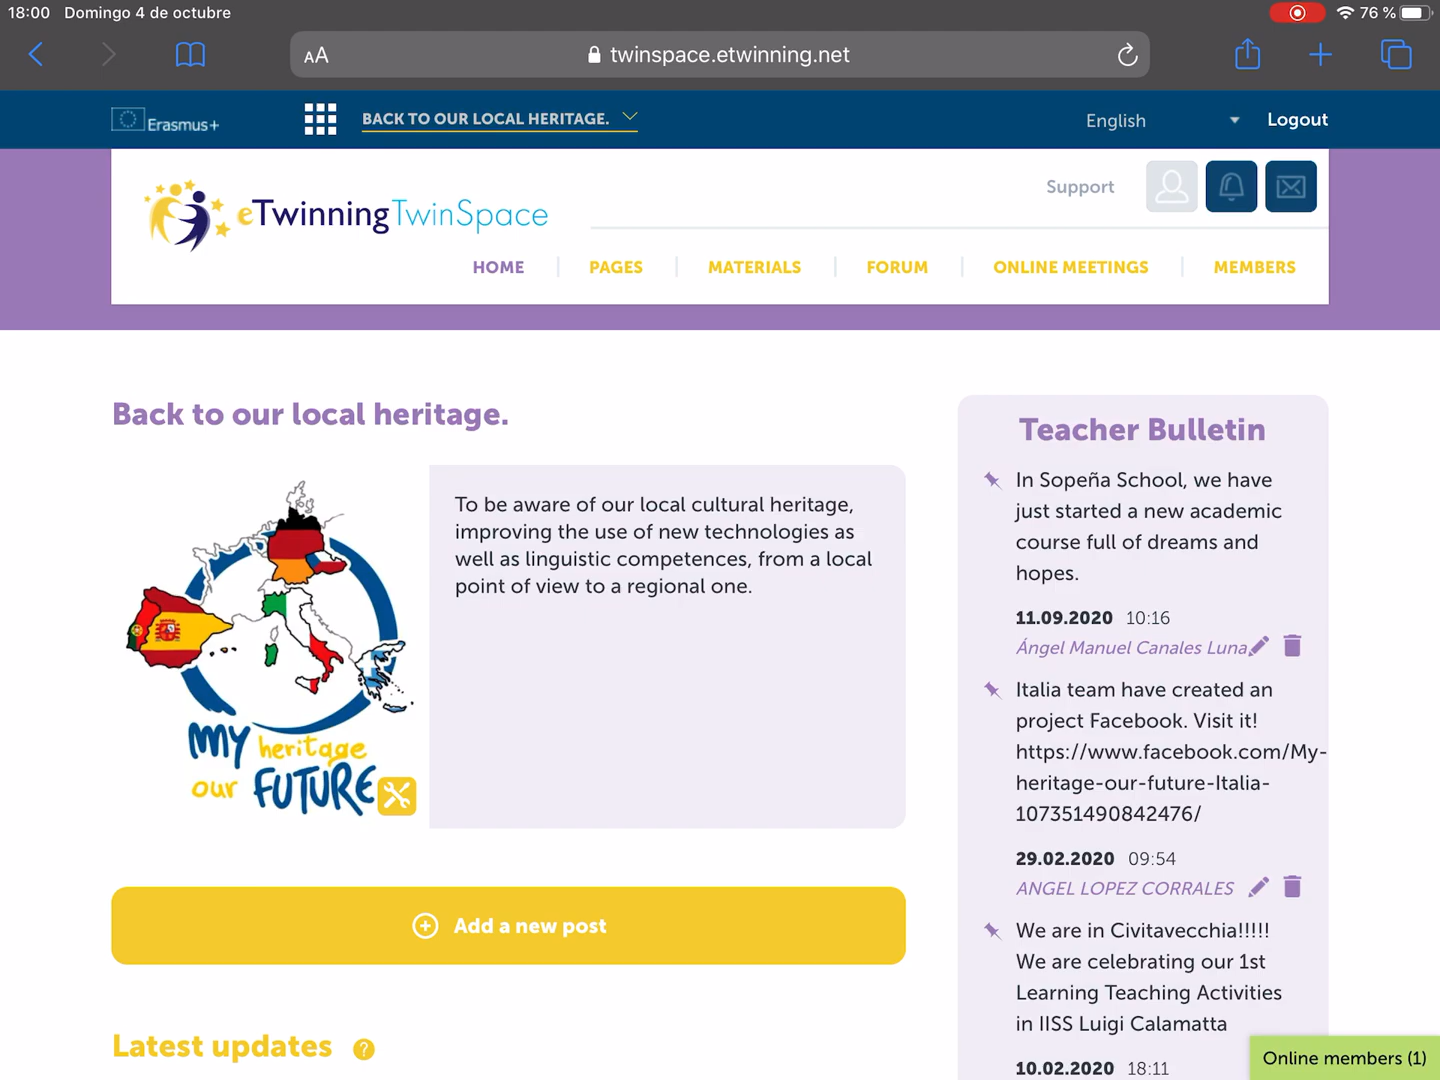 18:00 Domingo 4 de octubre
76 %
AA
twinspace.etwinning.net
Erasmus+
BACK TO OUR LOCAL HERITAGE.
English
Logout
eTwinningTwinSpace
Support
HOME
PAGES
MATERIALS
FORUM
ONLINE MEETINGS
MEMBERS
Back to our local heritage.
MY heritage
our FUTURE
To be aware of our local cultural heritage,
improving the use of new technologies as
well as linguistic competences, from a local
point of view to a regional one.
Add a new post
Latest updates ?
Teacher Bulletin
In Sopeña School, we have
just started a new academic
course full of dreams and
hopes.
11.09.2020 10:16
Ángel Manuel Canales Luna
Italia team have created an
project Facebook. Visit it!
https://www.facebook.com/My-
heritage-our-future-Italia-
107351490842476/
29.02.2020 09:54
ANGEL LOPEZ CORRALES
We are in Civitavecchia!!!!!
We are celebrating our 1st
Learning Teaching Activities
in IISS Luigi Calamatta
10.02.2020 18:11
Online members (1)